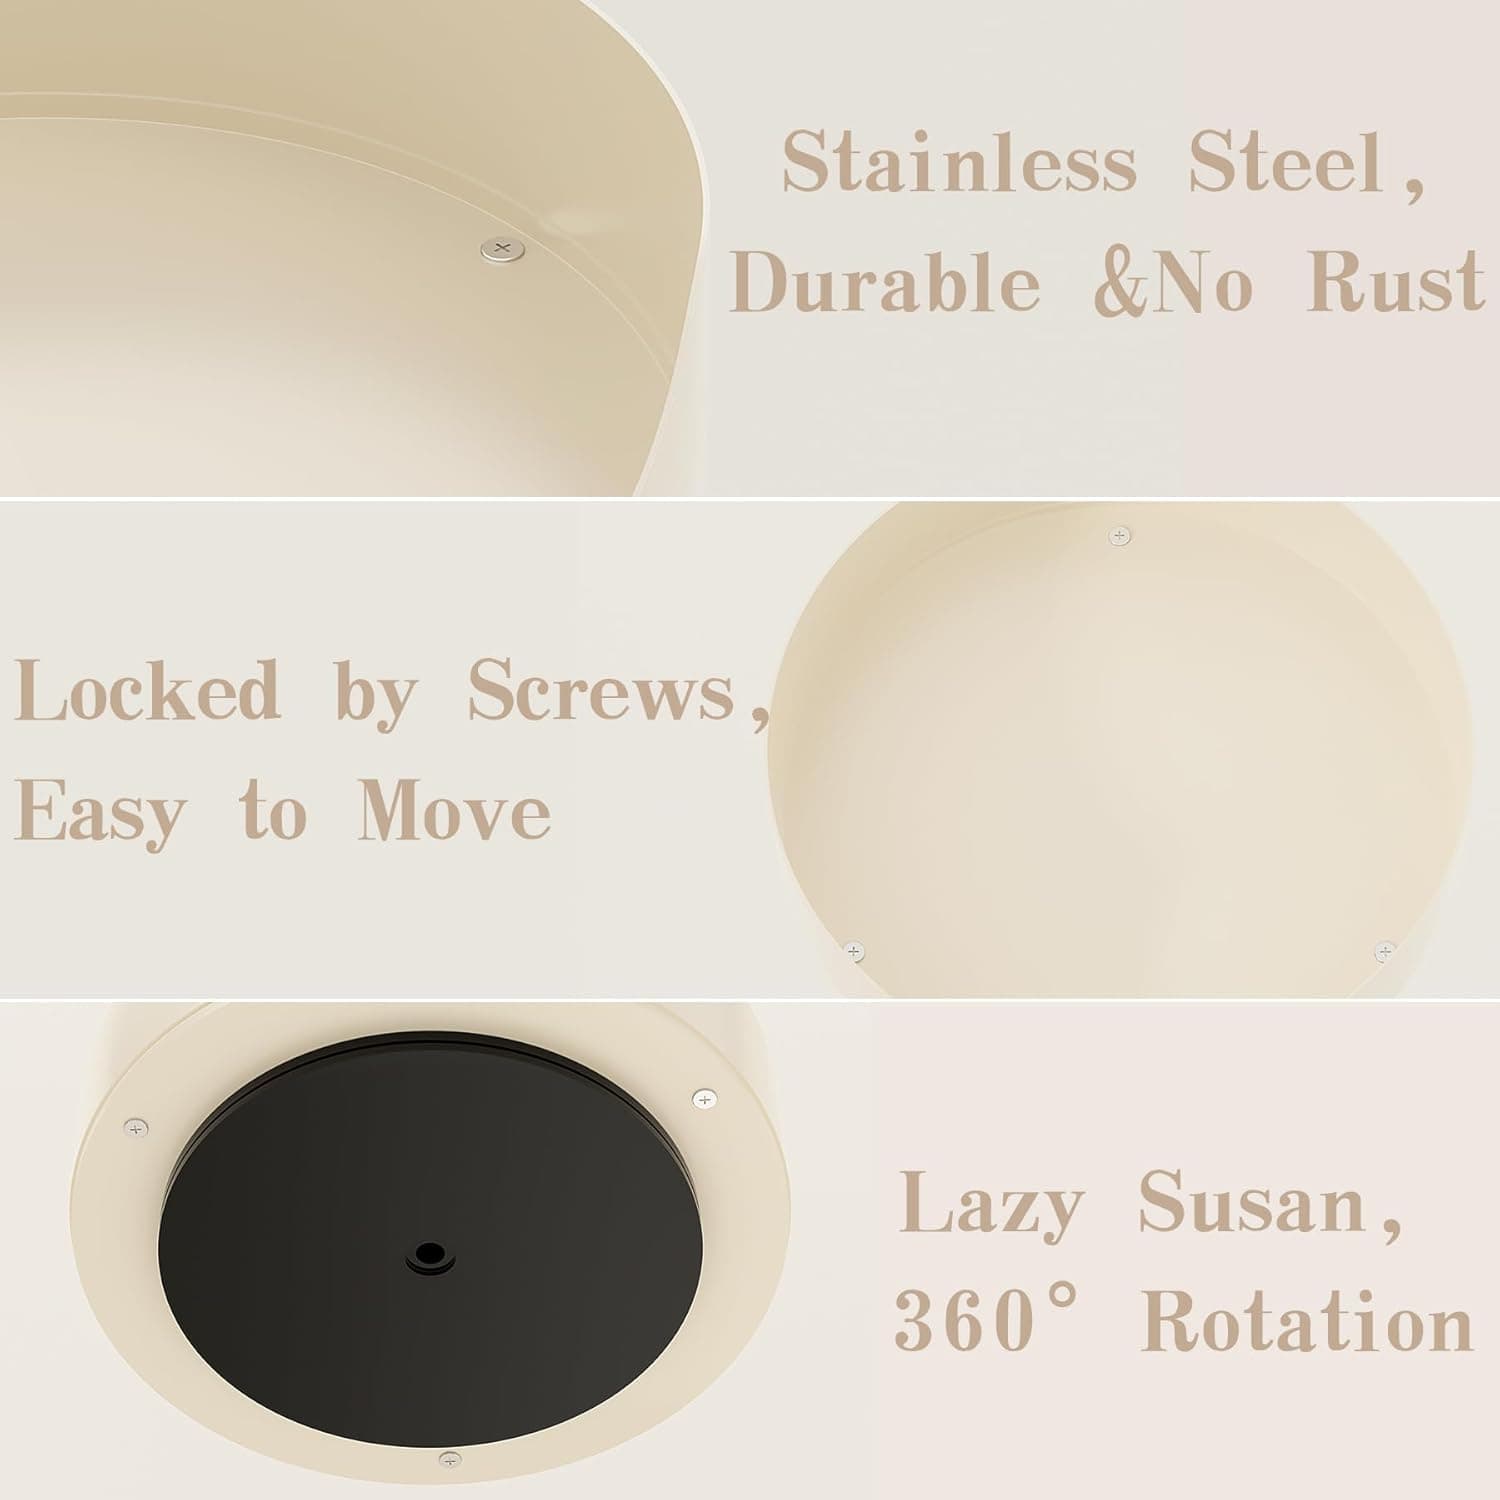 Stainless Steel,
Durable &No Rust
Locked by Screws,
Easy to Move
Lazy Susan,
360° Rotation